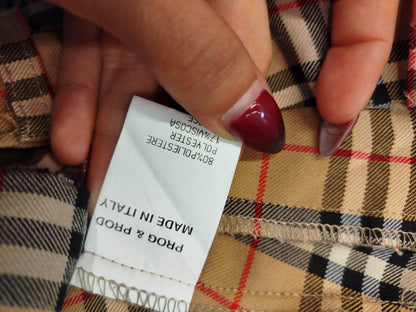 PROG & PROD
MADE IN ITALY
80%POLIESTERE
POLYESTER
17%VISCOSA